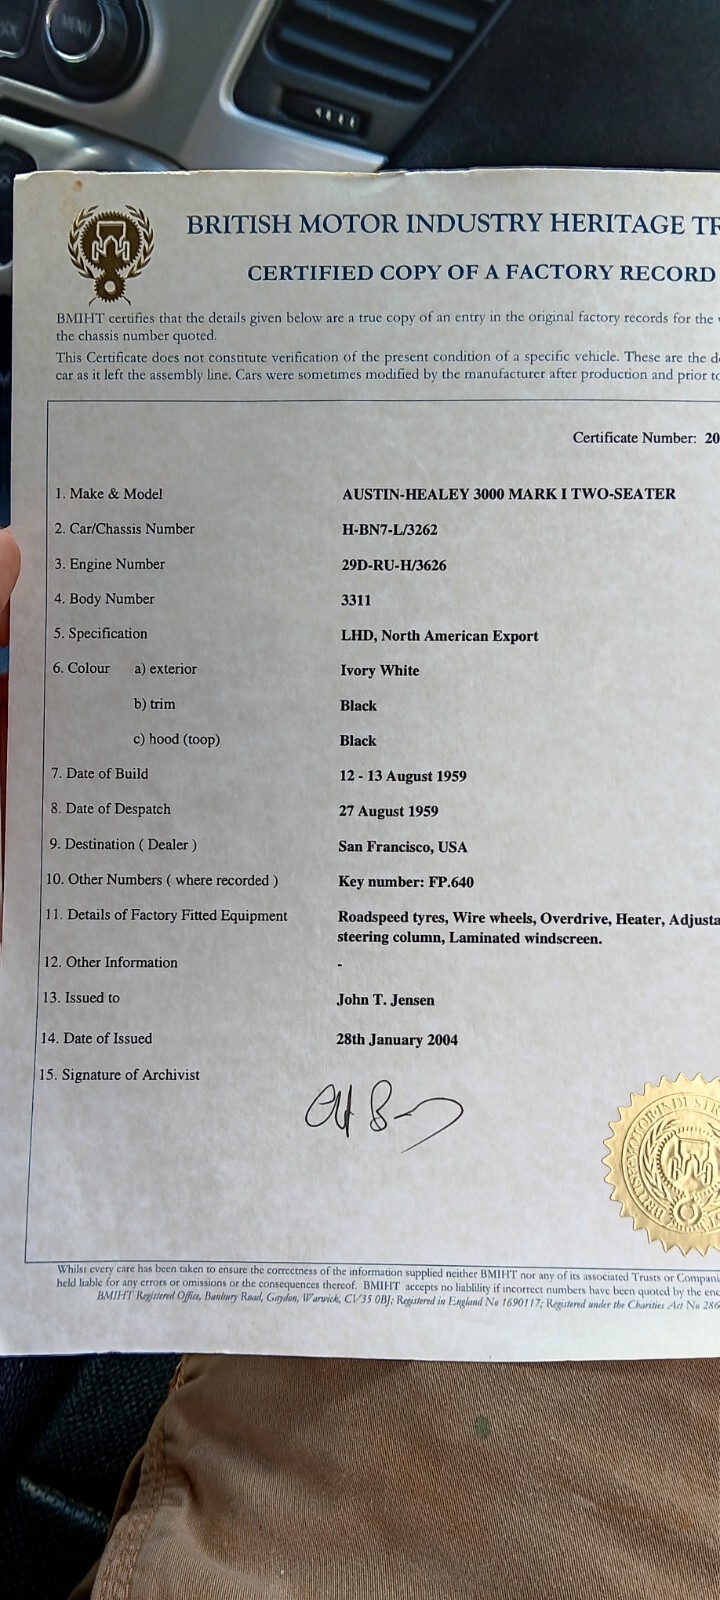 MENU
BRITISH MOTOR INDUSTRY HERITAGE TR
CERTIFIED COPY OF A FACTORY RECORD
BMIHT certifies that the details given below are a true copy of an entry in the original factory records for the
the chassis number quoted.
This Certificate does not constitute verification of the present condition of a specific vehicle. These are the d
car as it left the assembly line. Cars were sometimes modified by the manufacturer after production and prior to
Certificate Number: 20
1. Make & Model AUSTIN-HEALEY 3000 MARK I TWO-SEATER
2. Car/Chassis Number H-BN7-L/3262
3. Engine Number 29D-RU-H/3626
4. Body Number 3311
5. Specification LHD, North American Export
6. Colour a) exterior Ivory White
b) trim Black
c) hood (toop) Black
7. Date of Build 12 - 13 August 1959
8. Date of Despatch 27 August 1959
9. Destination ( Dealer ) San Francisco, USA
10. Other Numbers ( where recorded ) Key number: FP.640
11. Details of Factory Fitted Equipment Roadspeed tyres, Wire wheels, Overdrive, Heater, Adjusta
steering column, Laminated windscreen.
12. Other Information -
13. Issued to John T. Jensen
14. Date of Issued 28th January 2004
15. Signature of Archivist
Whilst every care has been taken to ensure the correctness of the information supplied neither BMIHT nor any of its associated Trusts or Compani
held liable for any errors or omissions or the consequences thereof. BMIHT accepts no liability if incorrect numbers have been quoted by the enq
BMIHT Registered Office, Banbury Road, Gaydon, Warwick, CV35 0BJ; Registered in England No 1690117; Registered under the Charities Act No 286